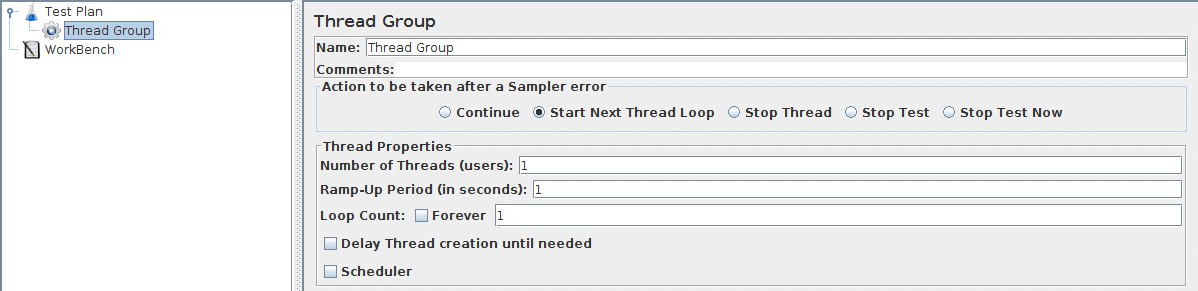 Test Plan
Thread Group
WorkBench
Thread Group
Name: Thread Group
Comments:
Action to be taken after a Sampler error
Continue Start Next Thread Loop Stop Thread Stop Test Stop Test Now
Thread Properties
Number of Threads (users): 1
Ramp-Up Period (in seconds): 1
Loop Count: Forever 1
Delay Thread creation until needed
Scheduler